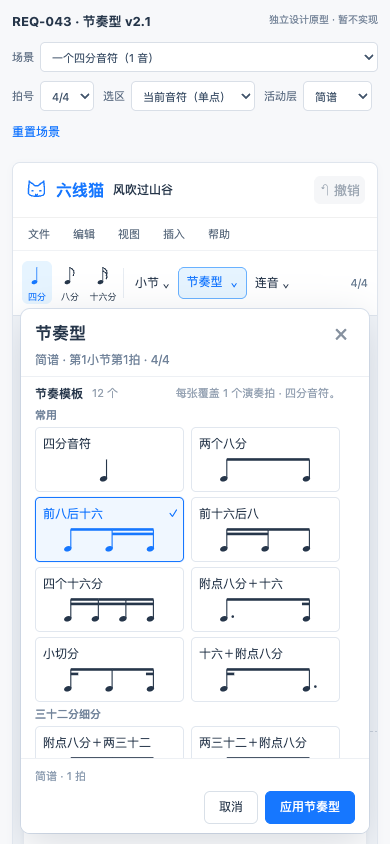 REQ-043 · 节奏型 v2.1
独立设计原型 · 暂不实现
场景 一个四分音符（1 音）
拍号 4/4 选区 当前音符（单点） 活动层 简谱
重置场景
六线猫 风吹过山谷 撤销
文件 编辑 视图 插入 帮助
四分 八分 十六分 小节 节奏型 连音 4/4
节奏型
简谱 · 第1小节第1拍 · 4/4
节奏模板 12 个 每张覆盖 1 个演奏拍 · 四分音符。
常用
四分音符 两个八分
前八后十六 前十六后八
四个十六分 附点八分＋十六
小切分 十六＋附点八分
三十二分细分
附点八分＋两三十二 两三十二＋附点八分
简谱 · 1 拍
取消 应用节奏型